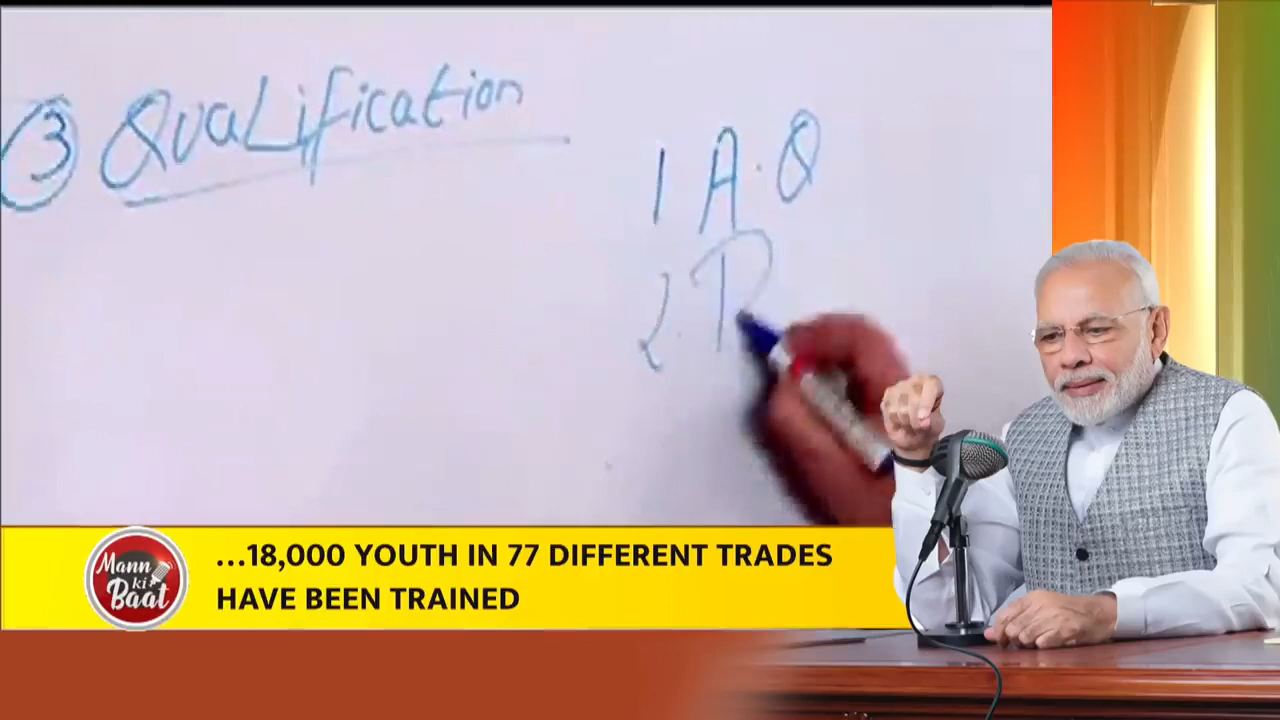 ③ Qualification
1 A.Q
2. P
Mann
ki
Baat
...18,000 YOUTH IN 77 DIFFERENT TRADES
HAVE BEEN TRAINED